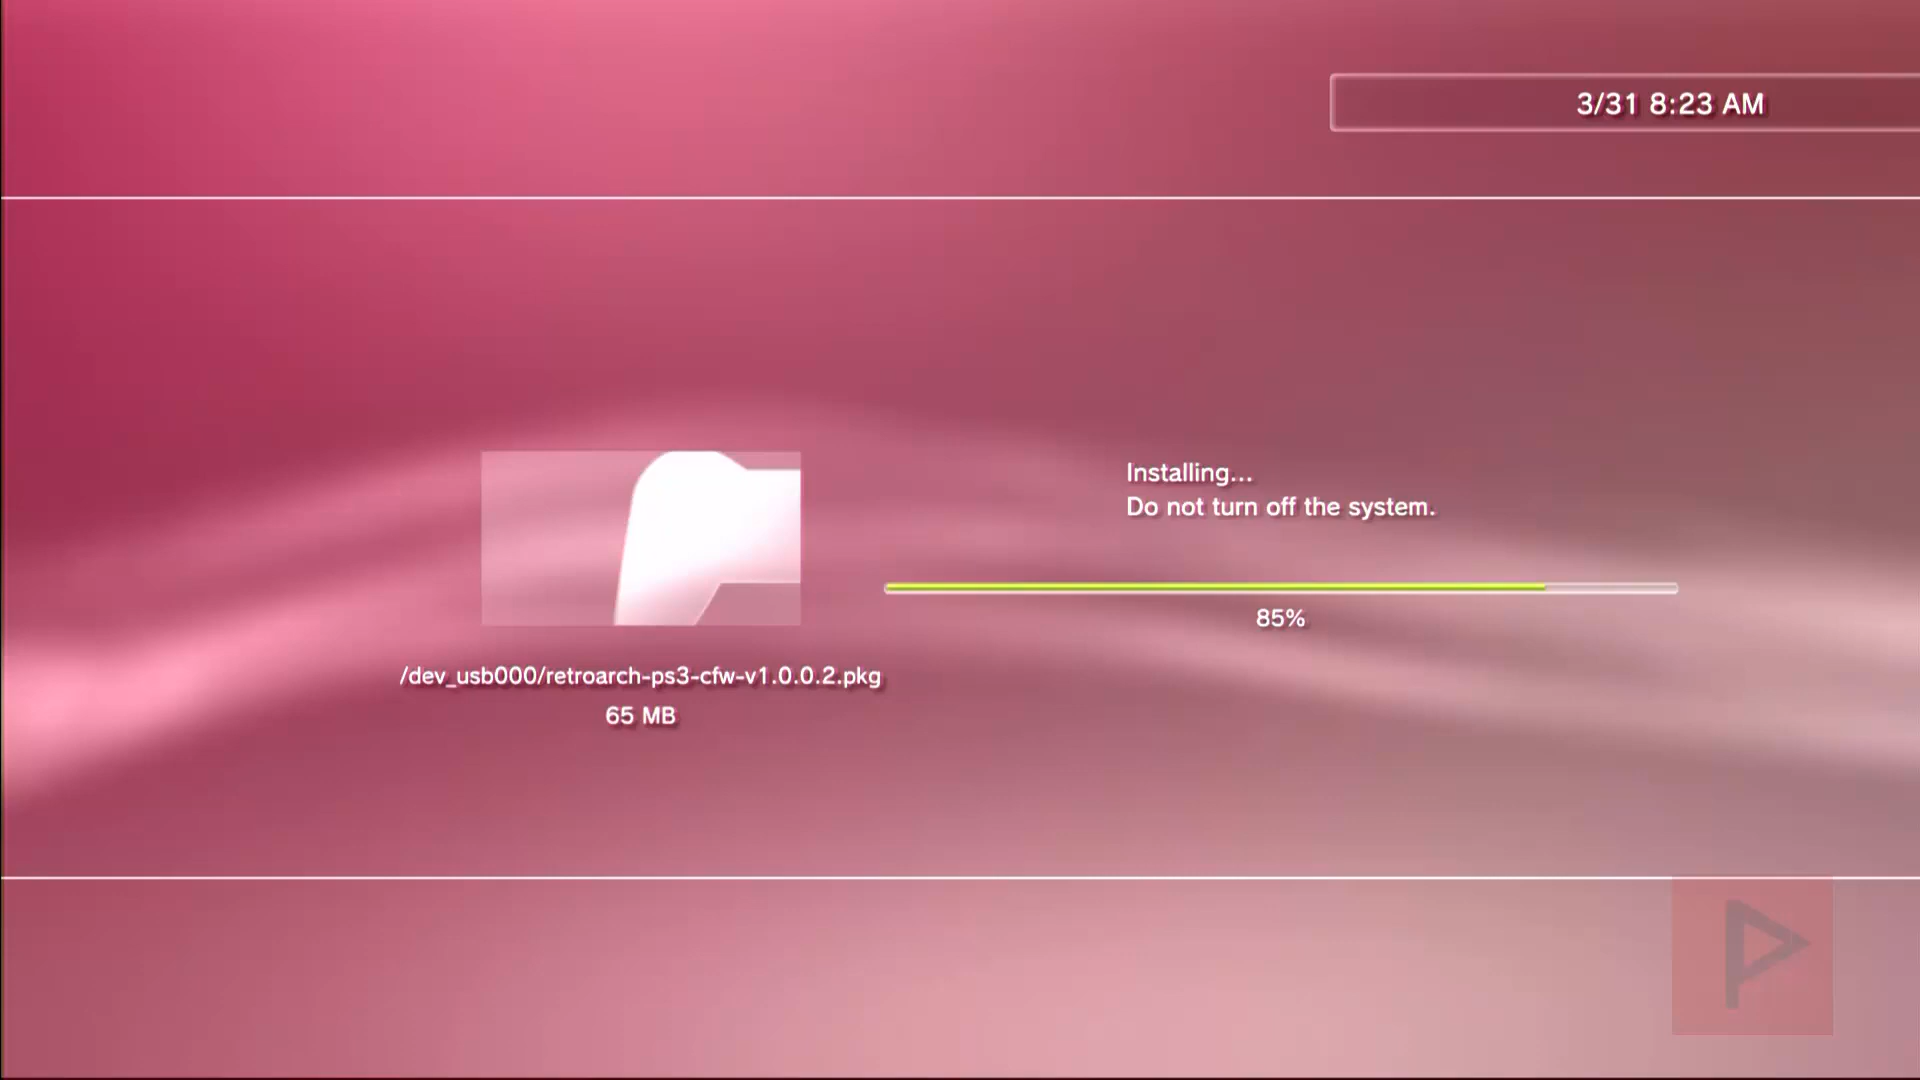 3/31 8:23 AM
Installing...
Do not turn off the system.
85%
/dev_usb000/retroarch-ps3-cfw-v1.0.0.2.pkg
65 MB